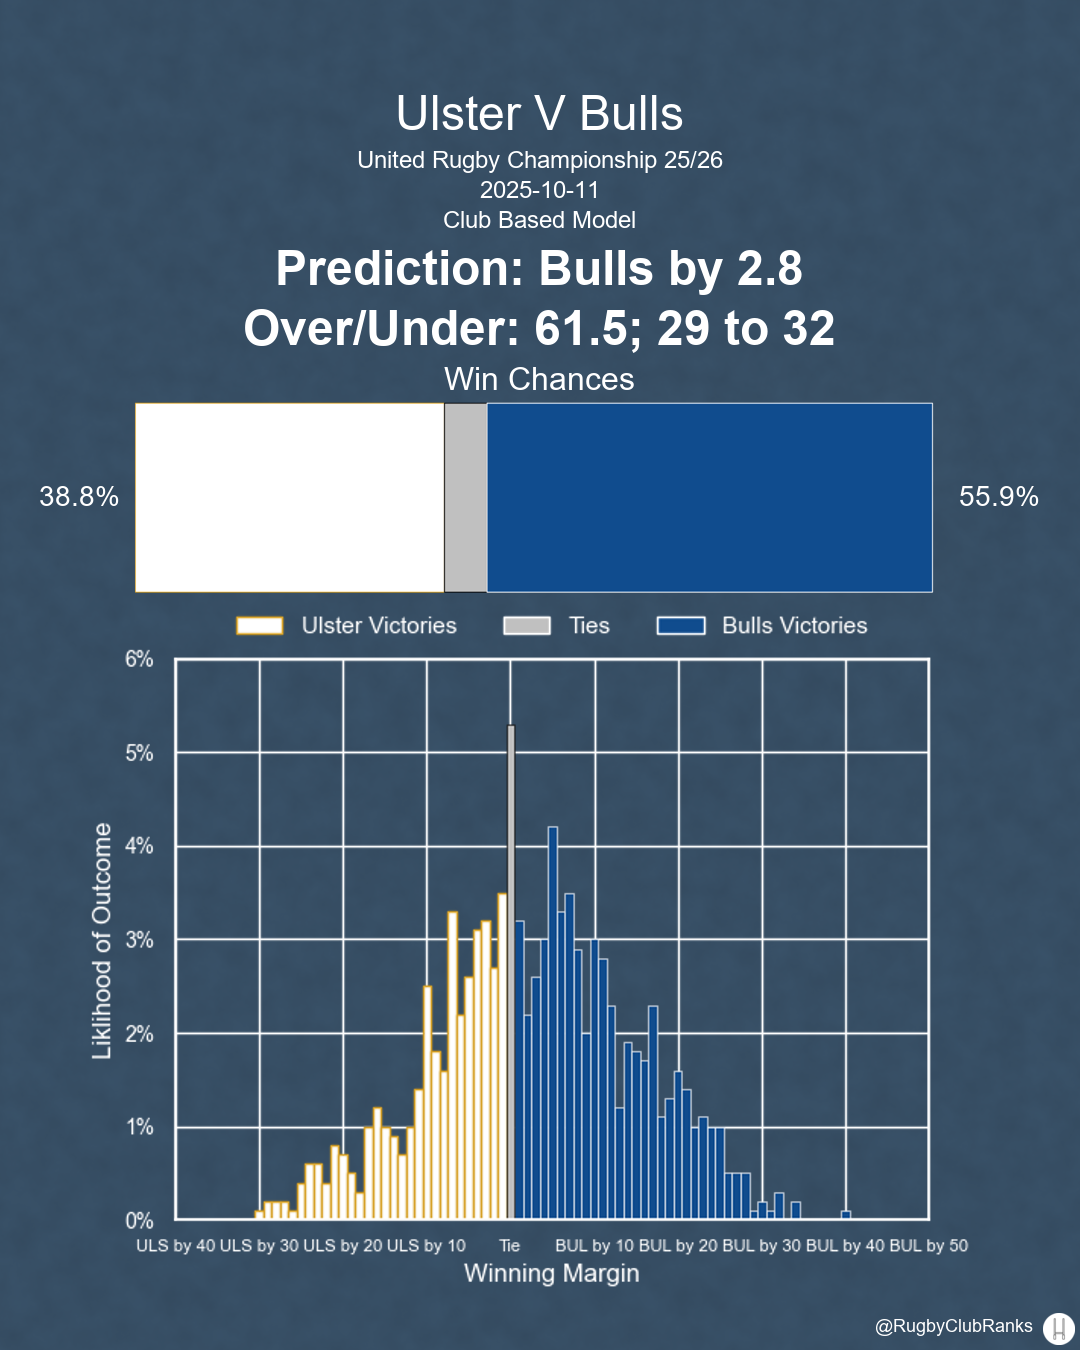 Ulster V Bulls
United Rugby Championship 25/26
2025-10-11
Club Based Model
Prediction: Bulls by 2.8
Over/Under: 61.5; 29 to 32
Win Chances
38.8%
55.9%
Ulster Victories
Ties
Bulls Victories
6%
5%
4%
3%
2%
1%
0%
Liklihood of Outcome
ULS by 40 ULS by 30 ULS by 20 ULS by 10 Tie BUL by 10 BUL by 20 BUL by 30 BUL by 40 BUL by 50
Winning Margin
@RugbyClubRanks